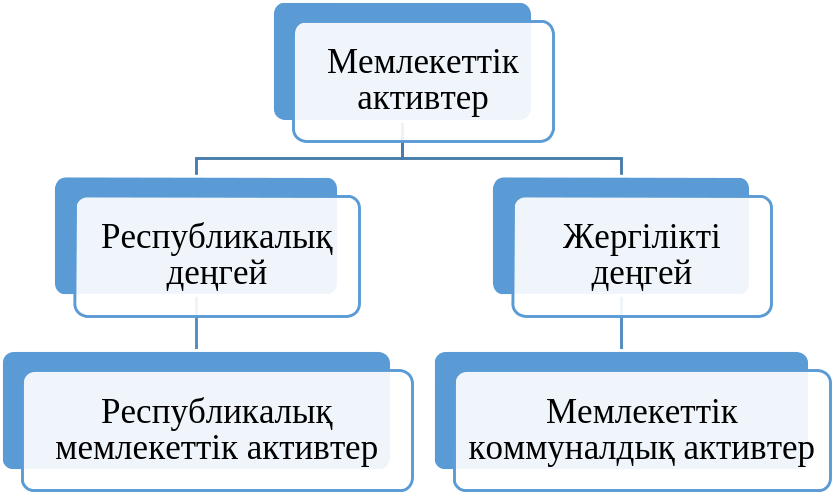 Мемлекеттік
активтер
Республикалық
деңгей
Жергілікті
деңгей
Республикалық
мемлекеттік активтер
Мемлекеттік
коммуналдық активтер